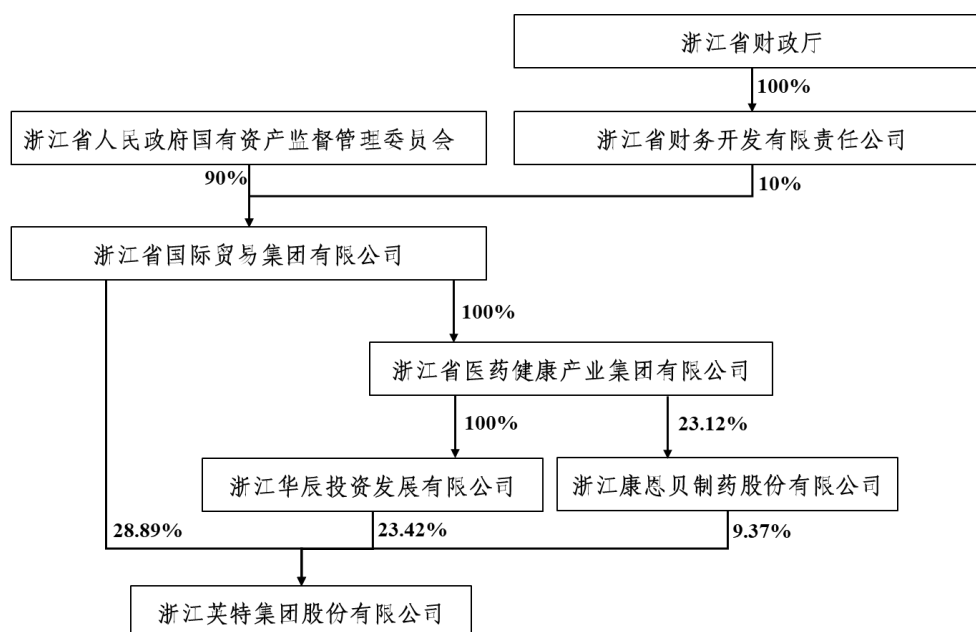 浙江省财政厅
100%
浙江省人民政府国有资产监督管理委员会
浙江省财务开发有限责任公司
90%
10%
浙江省国际贸易集团有限公司
100%
浙江省医药健康产业集团有限公司
100%
23.12%
浙江华辰投资发展有限公司
浙江康恩贝制药股份有限公司
28.89%
23.42%
9.37%
浙江英特集团股份有限公司